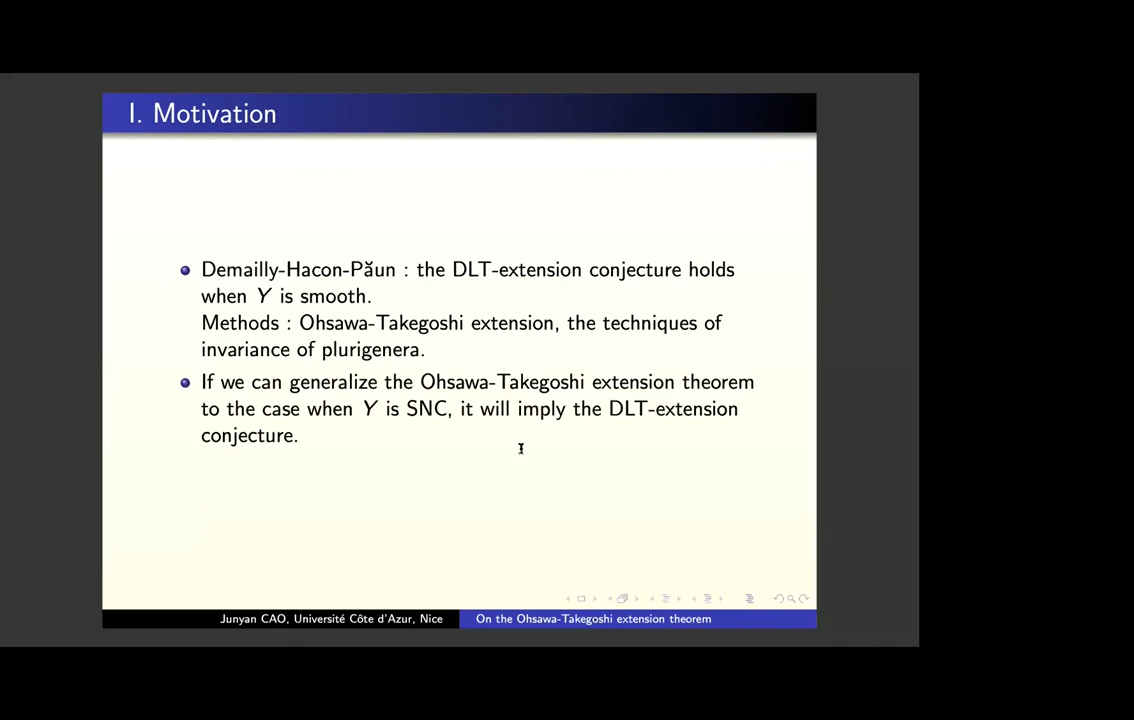 I. Motivation
Demailly-Hacon-Păun : the DLT-extension conjecture holds
when Y is smooth.
Methods : Ohsawa-Takegoshi extension, the techniques of
invariance of plurigenera.
If we can generalize the Ohsawa-Takegoshi extension theorem
to the case when Y is SNC, it will imply the DLT-extension
conjecture.
Junyan CAO, Université Côte d'Azur, Nice
On the Ohsawa-Takegoshi extension theorem